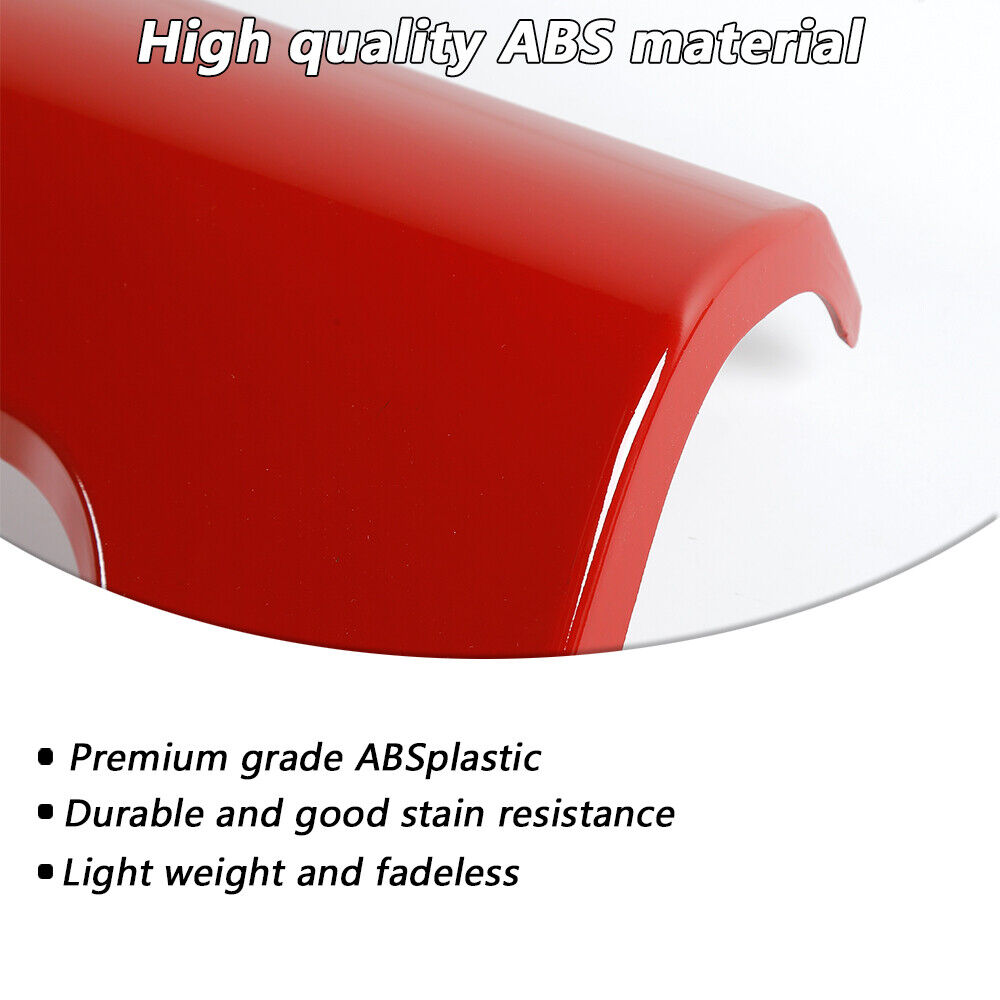 High quality ABS material
• Premium grade ABSplastic
• Durable and good stain resistance
• Light weight and fadeless